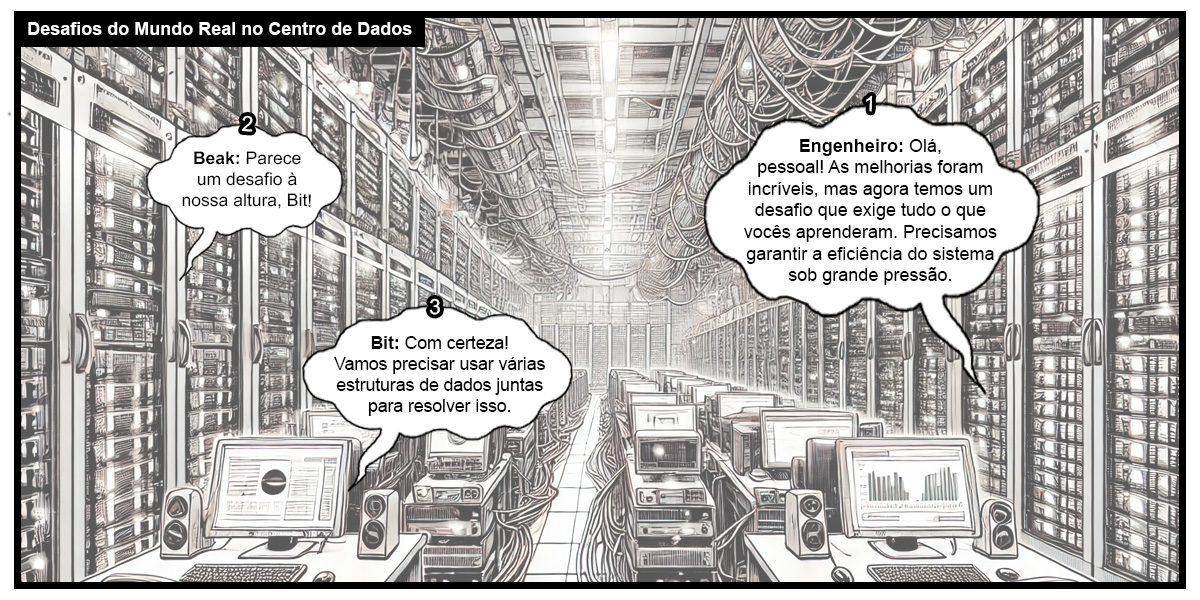 Desafios do Mundo Real no Centro de Dados
1
Engenheiro: Olá,
pessoal! As melhorias foram
incríveis, mas agora temos um
desafio que exige tudo o que
vocês aprenderam. Precisamos
garantir a eficiência do sistema
sob grande pressão.
2
Beak: Parece
um desafio à
nossa altura, Bit!
3
Bit: Com certeza!
Vamos precisar usar várias
estruturas de dados juntas
para resolver isso.